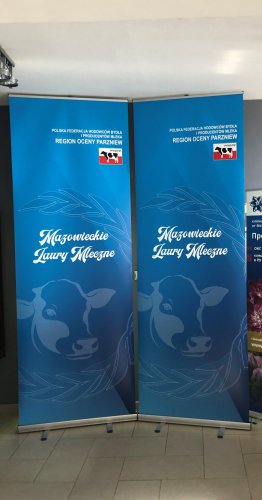 POLSKA FEDERACJA HODOWCÓW BYDŁA
I PRODUCENTÓW MLEKA
REGION OCENY PARZNIEW
Mazowieckie
Laury Mleczne
POLSKA FEDERACJA HODOWCÓW BYDŁA
I PRODUCENTÓW MLEKA
REGION OCENY PARZNIEW
Mazowieckie
Laury Mleczne